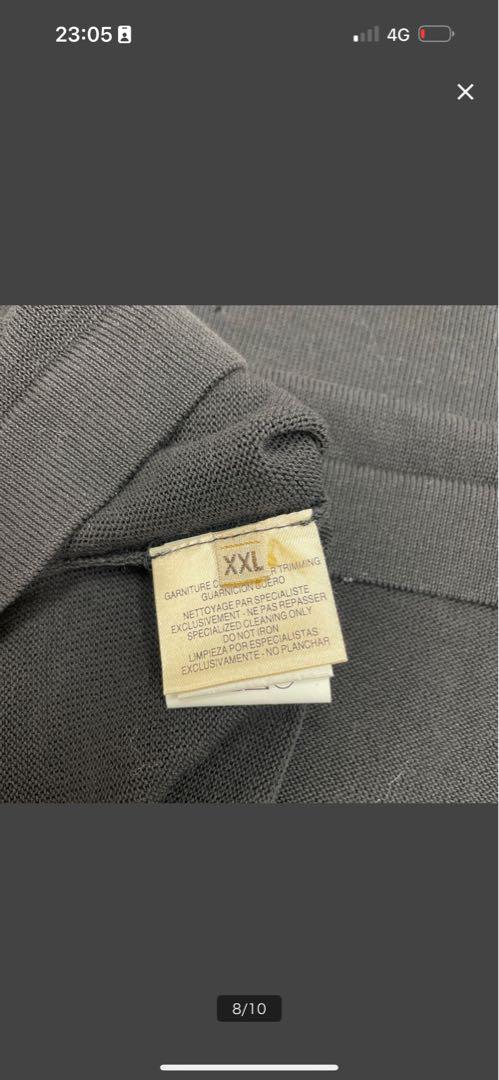 23:05
4G
XXL
GARNITURE C R TRIMMING
GUARNICION CUERO
NETTOYAGE PAR SPECIALISTE
EXCLUSIVEMENT - NE PAS REPASSER
SPECIALIZED CLEANING ONLY
DO NOT IRON
LIMPIEZA POR ESPECIALISTAS
EXCLUSIVAMENTE - NO PLANCHAR
8/10